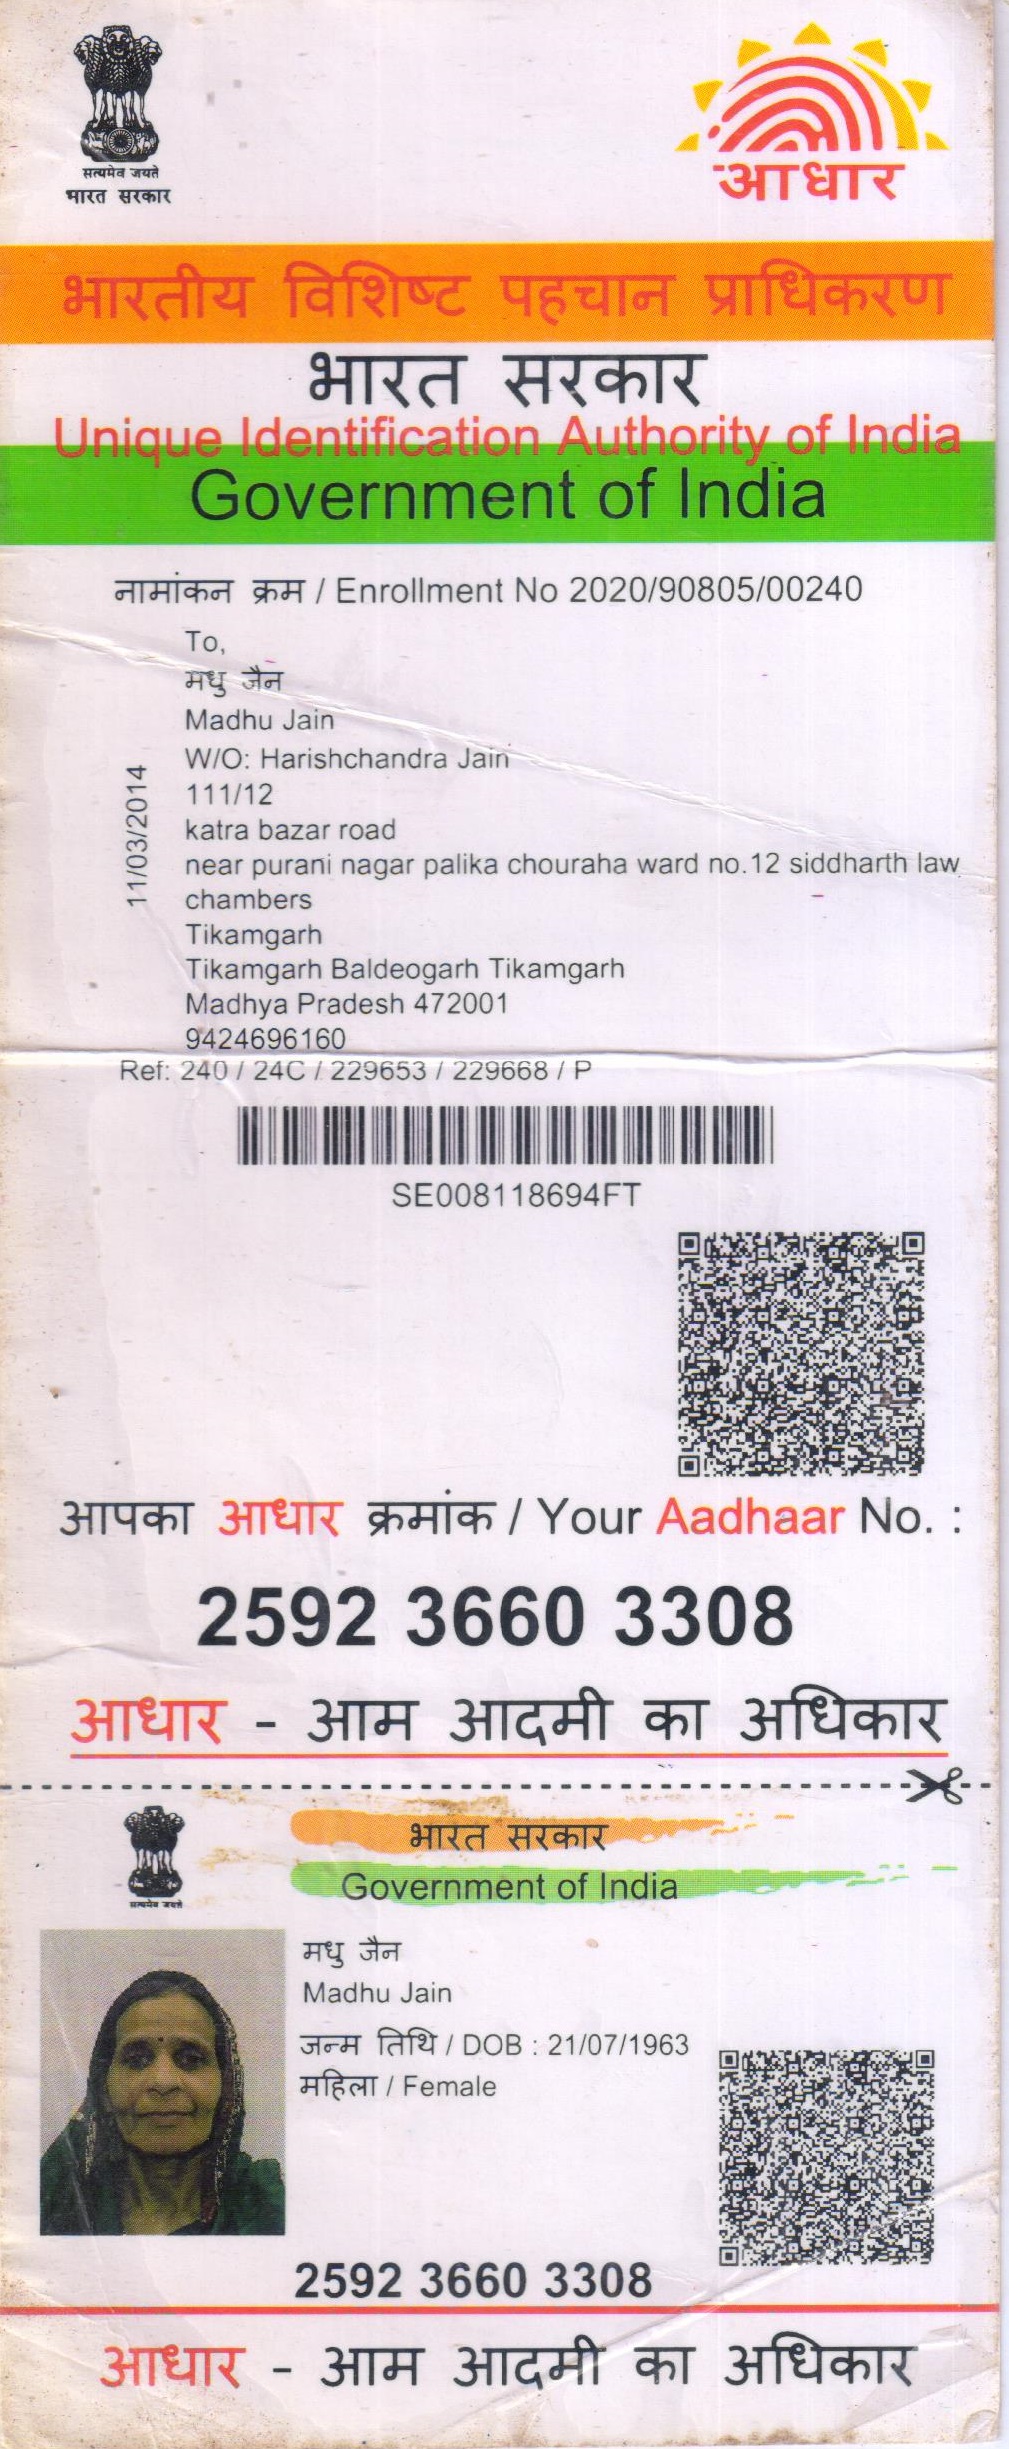 सत्यमेव जयते
भारत सरकार
आधार
भारतीय विशिष्ट पहचान प्राधिकरण
भारत सरकार
Unique Identification Authority of India
Government of India
नामांकन क्रम / Enrollment No 2020/90805/00240
To,
मधु जैन
Madhu Jain
W/O: Harishchandra Jain
111/12
katra bazar road
near purani nagar palika chouraha ward no.12 siddharth law
chambers
Tikamgarh
Tikamgarh Baldeogarh Tikamgarh
Madhya Pradesh 472001
9424696160
11/03/2014
Ref: 240 / 24C / 229653 / 229668 / P
SE008118694FT
आपका आधार क्रमांक / Your Aadhaar No. :
2592 3660 3308
आधार - आम आदमी का अधिकार
भारत सरकार
Government of India
सत्यमेव जयते
मधु जैन
Madhu Jain
जन्म तिथि / DOB : 21/07/1963
महिला / Female
2592 3660 3308
आधार - आम आदमी का अधिकार